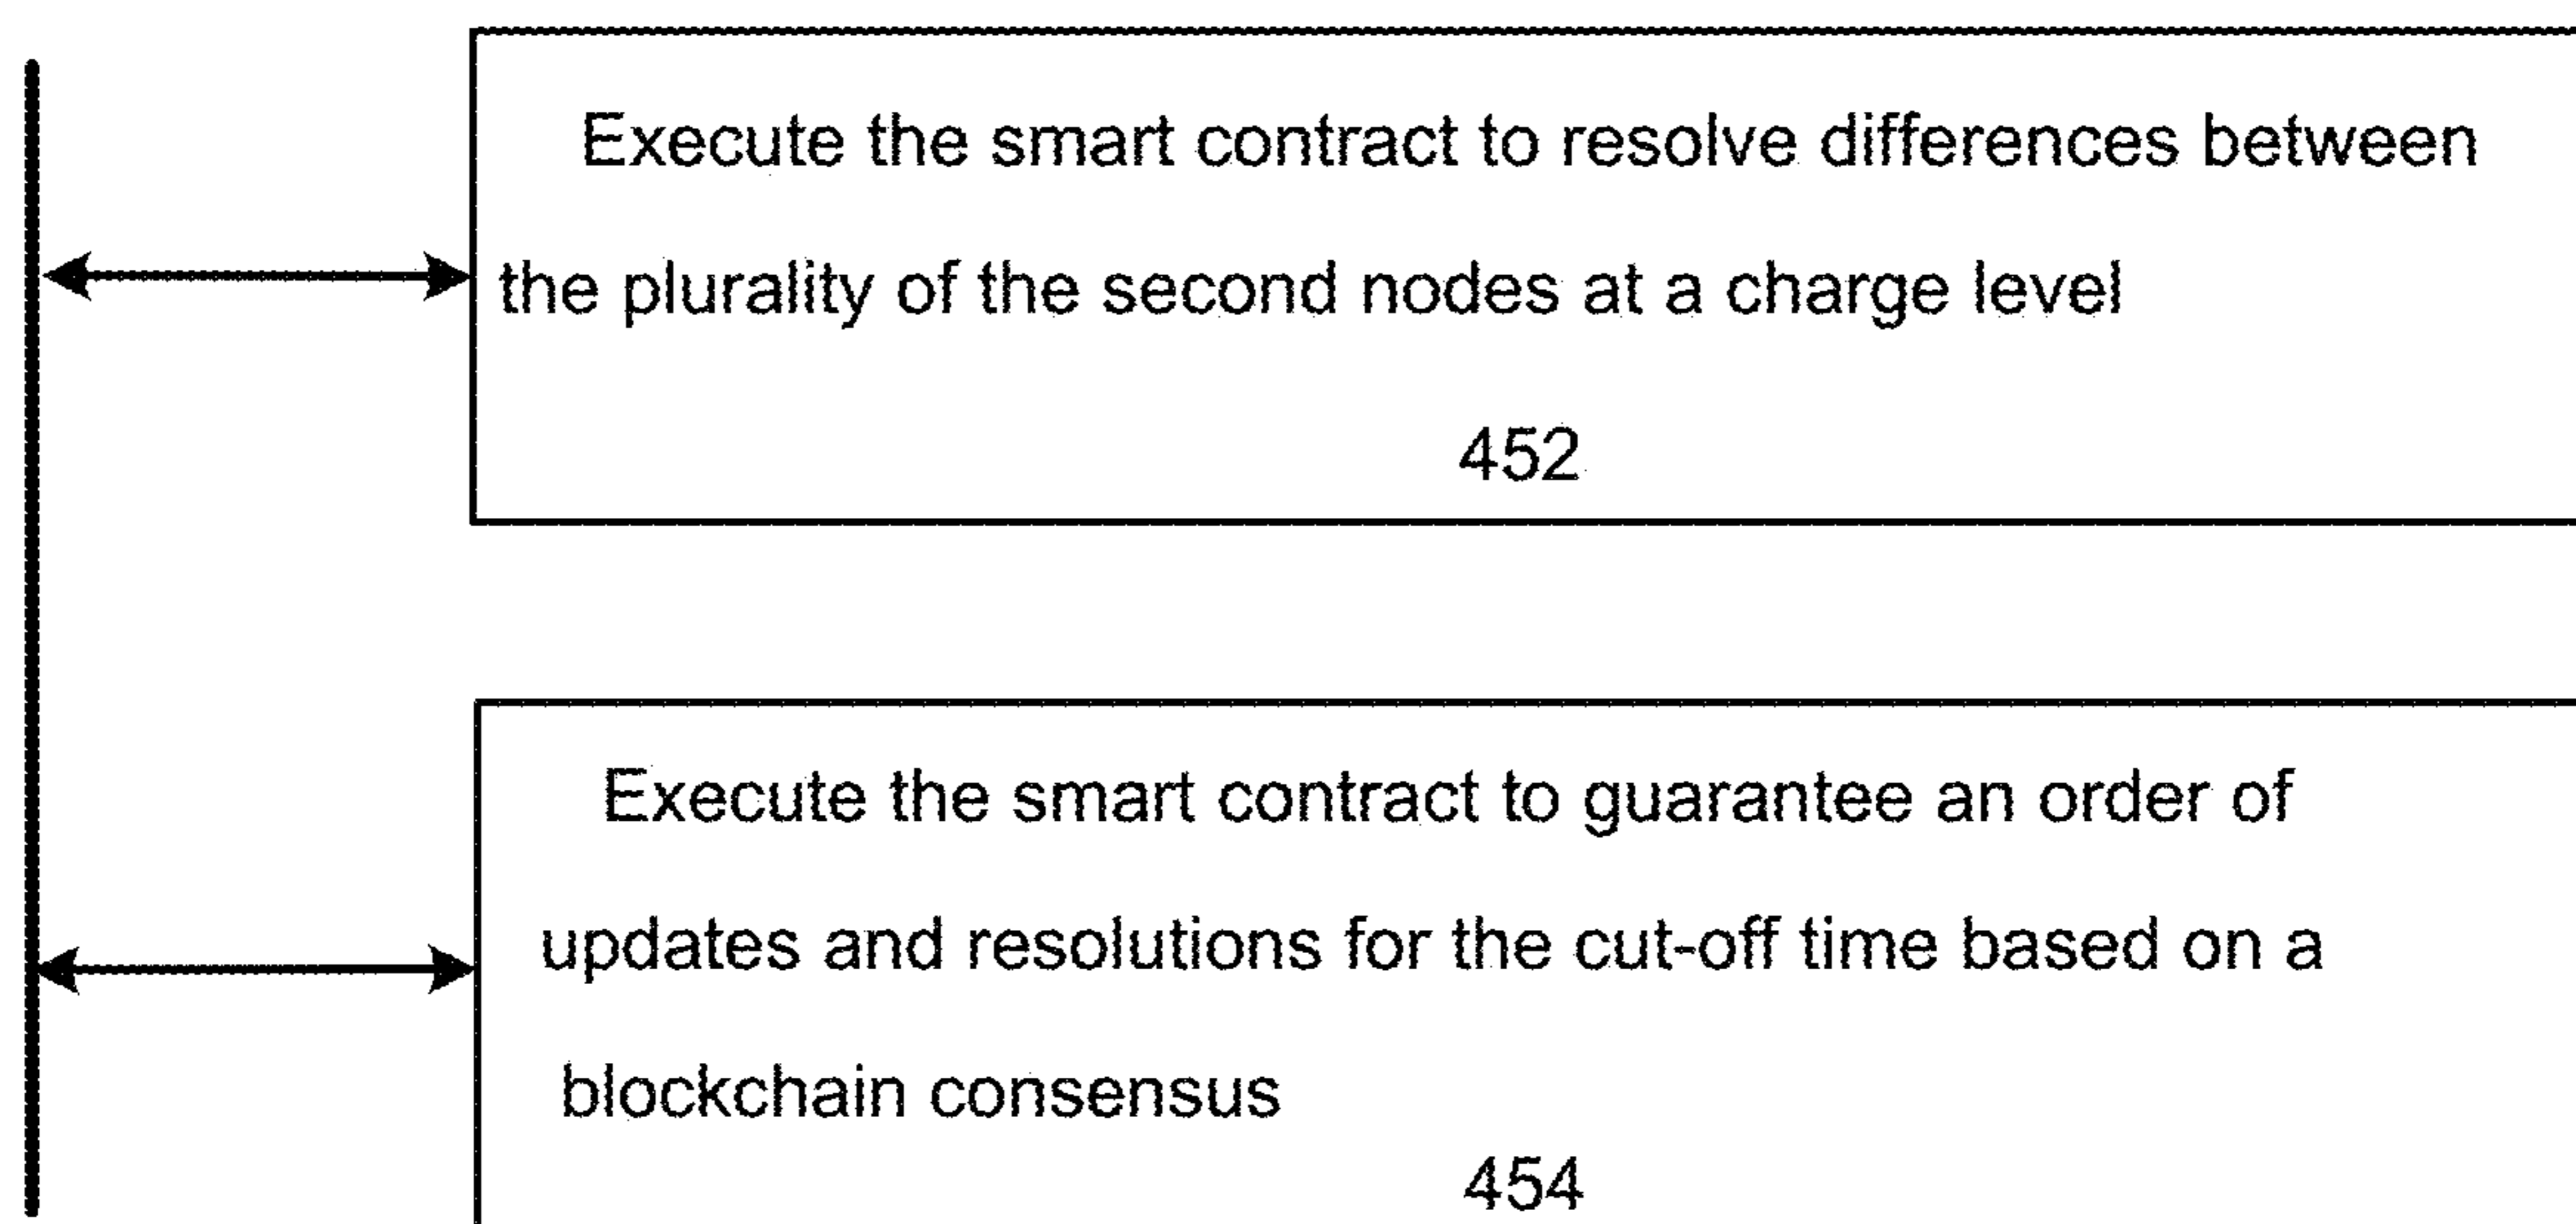 Execute the smart contract to resolve differences between
the plurality of the second nodes at a charge level
452
Execute the smart contract to guarantee an order of
updates and resolutions for the cut-off time based on a
blockchain consensus
454